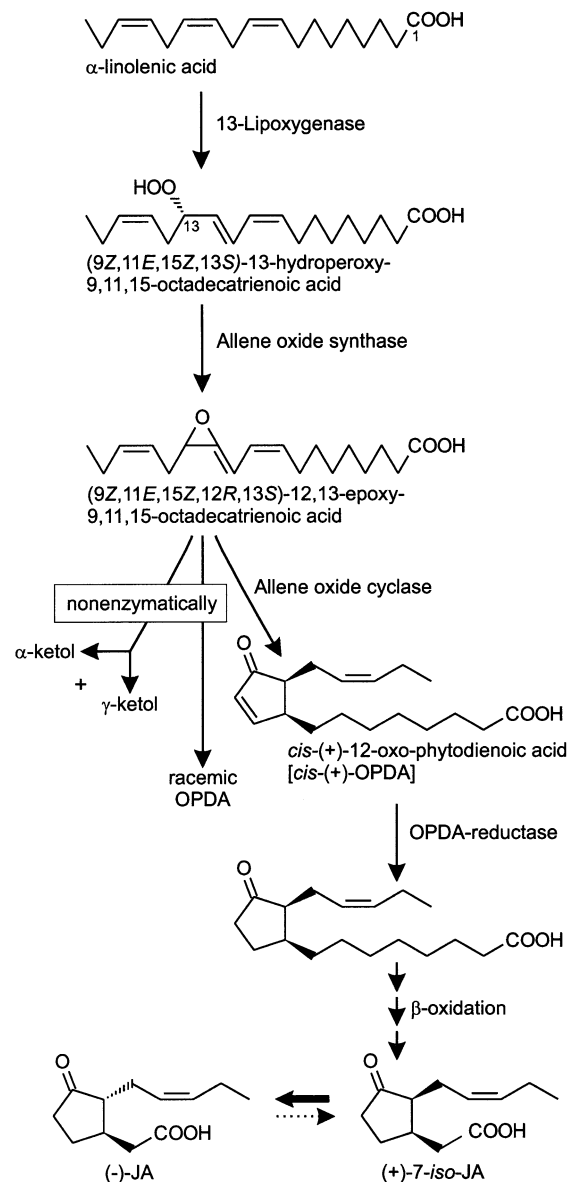 COOH
1
α-linolenic acid
13-Lipoxygenase
HOO
13
COOH
(9Z,11E,15Z,13S)-13-hydroperoxy-
9,11,15-octadecatrienoic acid
Allene oxide synthase
O
COOH
(9Z,11E,15Z,12R,13S)-12,13-epoxy-
9,11,15-octadecatrienoic acid
Allene oxide cyclase
nonenzymatically
α-ketol
+
γ-ketol
racemic
OPDA
O
COOH
cis-(+)-12-oxo-phytodienoic acid
[cis-(+)-OPDA]
OPDA-reductase
O
COOH
β-oxidation
O
COOH
(-)-JA
O
COOH
(+)-7-iso-JA